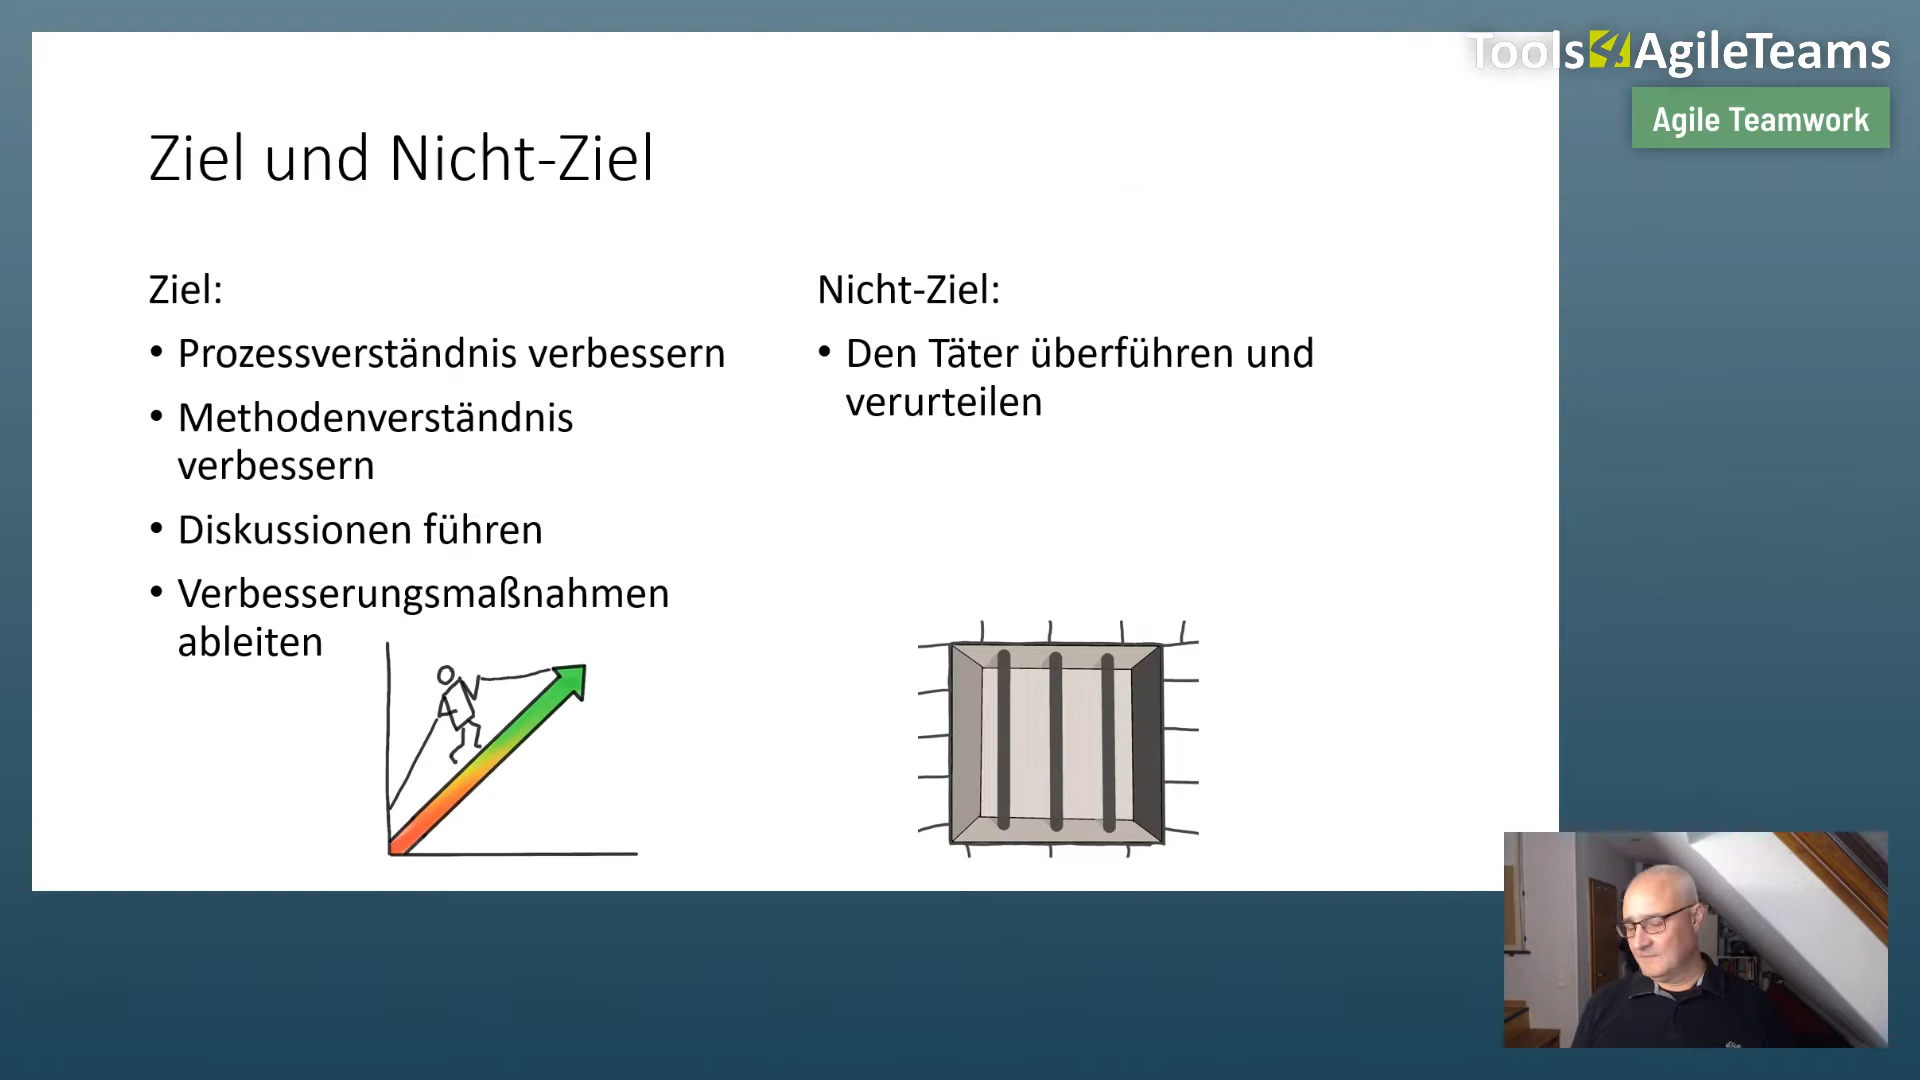 Tools4AgileTeams
Agile Teamwork
Ziel und Nicht-Ziel
Ziel:
• Prozessverständnis verbessern
• Methodenverständnis
verbessern
• Diskussionen führen
• Verbesserungsmaßnahmen
ableiten
Nicht-Ziel:
• Den Täter überführen und
verurteilen